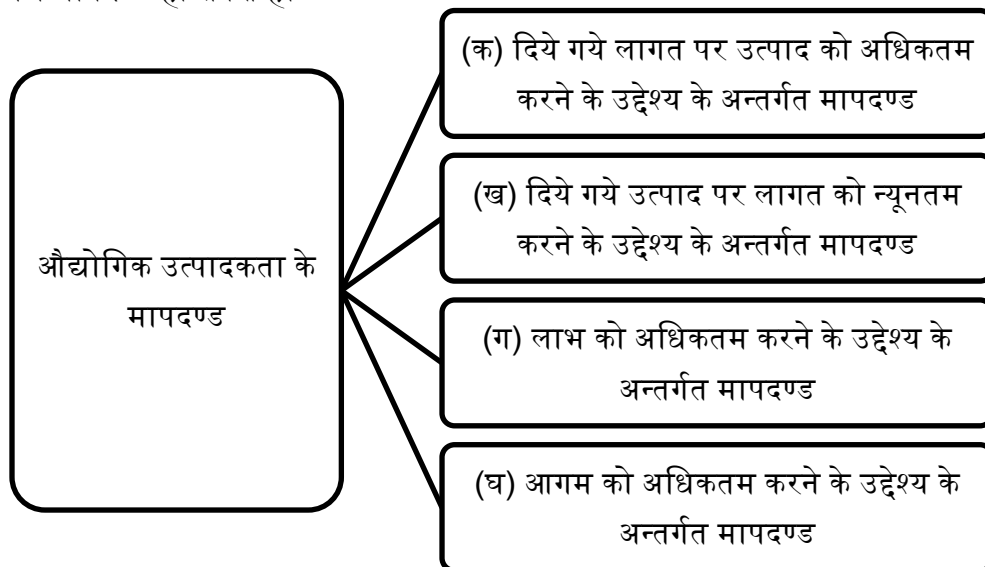 औद्योगिक उत्पादकता के
मापदण्ड
(क) दिये गये लागत पर उत्पाद को अधिकतम
करने के उद्देश्य के अन्तर्गत मापदण्ड
(ख) दिये गये उत्पाद पर लागत को न्यूनतम
करने के उद्देश्य के अन्तर्गत मापदण्ड
(ग) लाभ को अधिकतम करने के उद्देश्य के
अन्तर्गत मापदण्ड
(घ) आगम को अधिकतम करने के उद्देश्य के
अन्तर्गत मापदण्ड